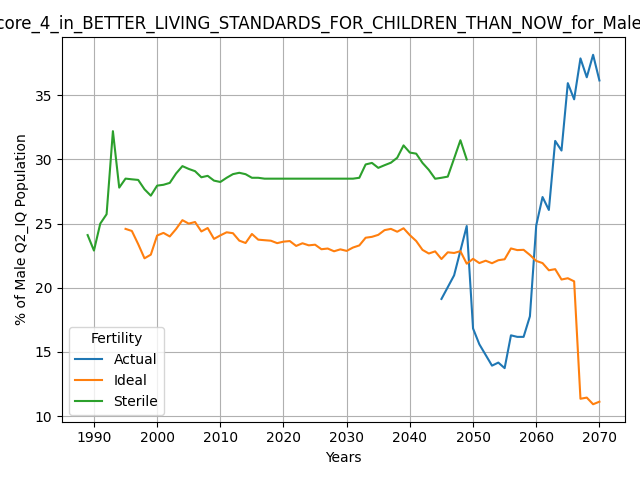 core_4_in_BETTER_LIVING_STANDARDS_FOR_CHILDREN_THAN_NOW_for_Male
% of Male Q2_IQ Population
35
30
25
20
15
10
Fertility
Actual
Ideal
Sterile
1990 2000 2010 2020 2030 2040 2050 2060 2070
Years